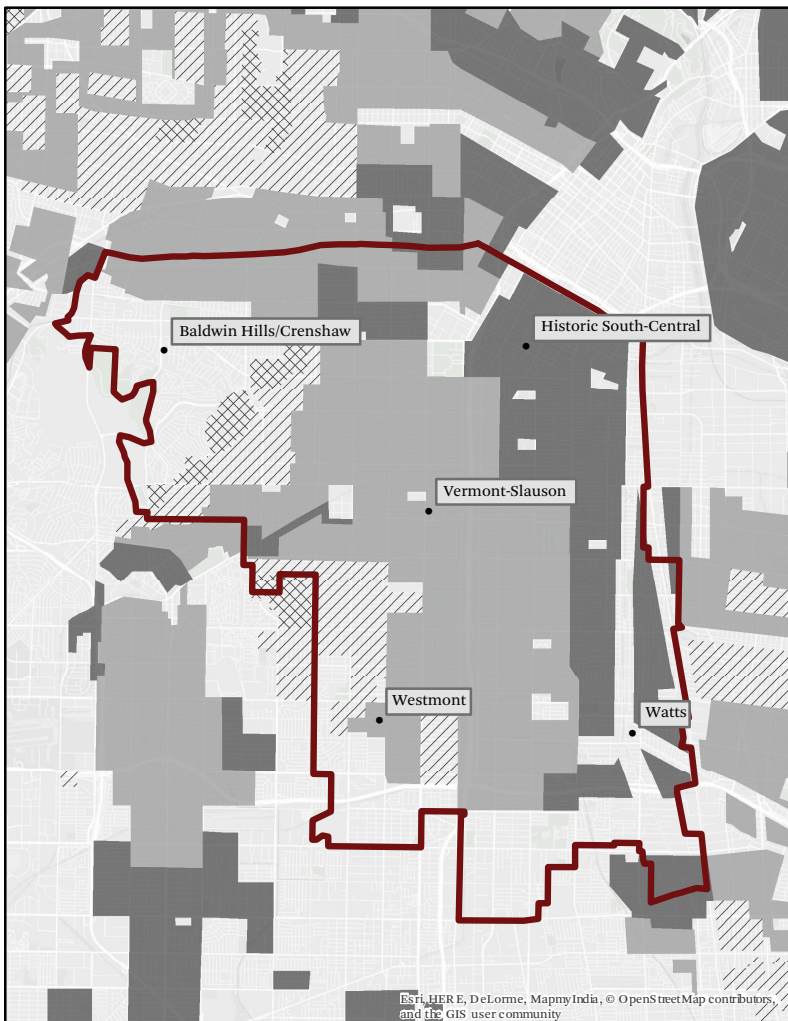 Baldwin Hills/Crenshaw
Historic South-Central
Vermont-Slauson
Westmont
Watts
Esri, HERE, DeLorme, MapmyIndia, © OpenStreetMap contributors,
and the GIS user community